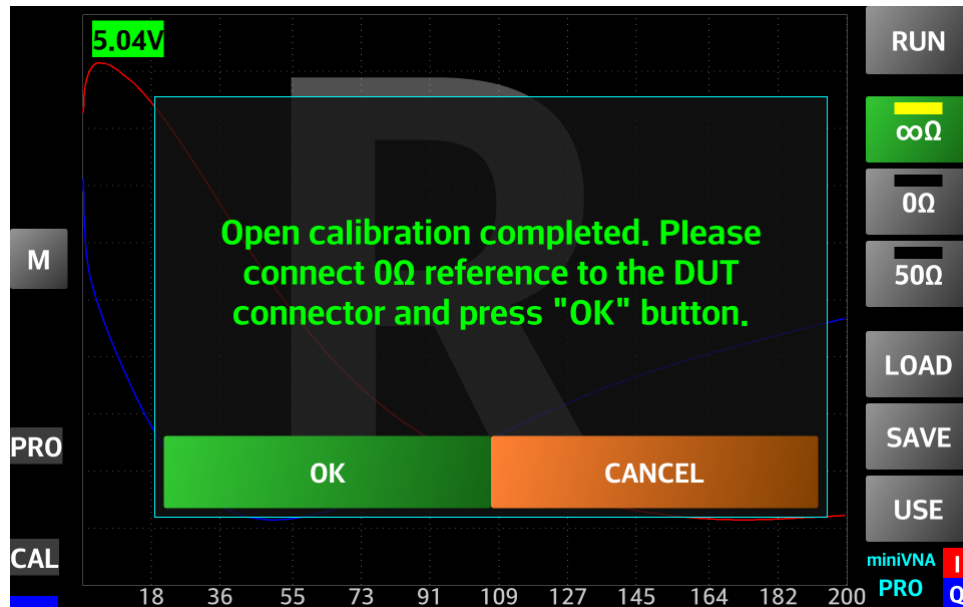 5.04V
RUN
∞Ω
0Ω
M
50Ω
Open calibration completed. Please
connect 0Ω reference to the DUT
connector and press "OK" button.
R
LOAD
PRO
SAVE
OK
CANCEL
USE
CAL
miniVNA
PRO
I
Q
18 36 55 73 91 109 127 145 164 182 200